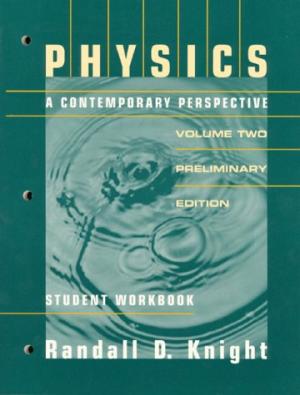 PHYSICS
A CONTEMPORARY PERSPECTIVE
VOLUME TWO
PRELIMINARY
EDITION
STUDENT WORKBOOK
Randall D. Knight